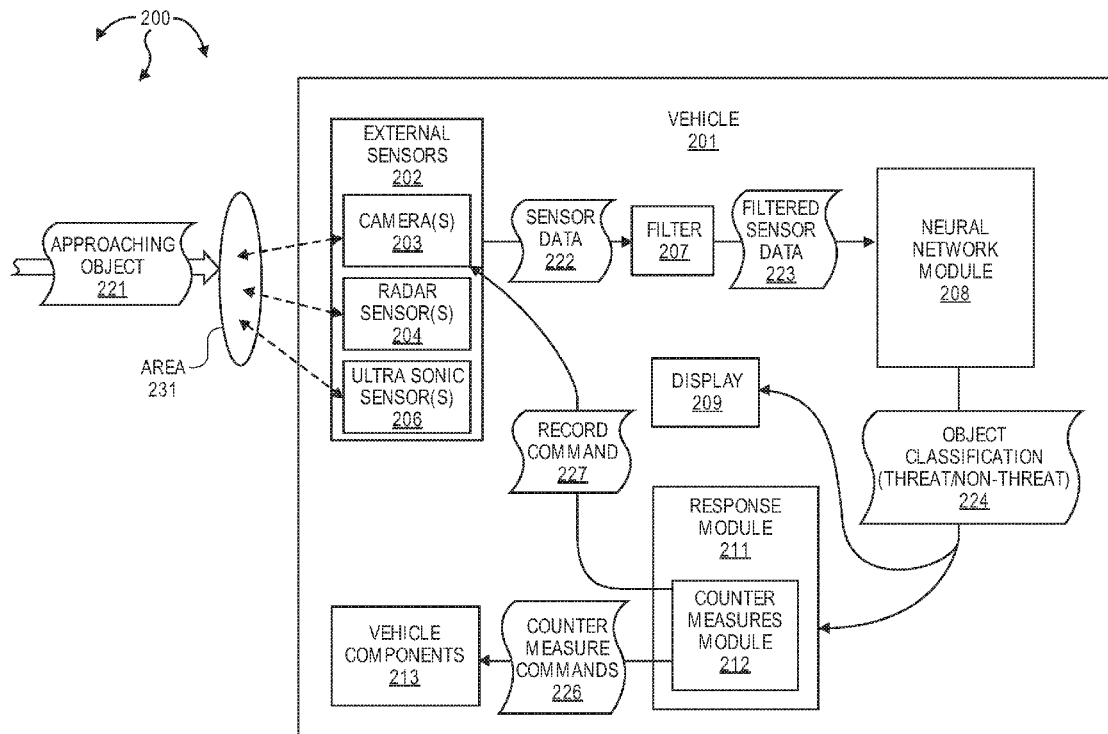 200
VEHICLE
201
EXTERNAL
SENSORS
202
CAMERA(S)
203
RADAR
SENSOR(S)
204
ULTRA SONIC
SENSOR(S)
206
APPROACHING
OBJECT
221
AREA
231
SENSOR
DATA
222
FILTER
207
FILTERED
SENSOR
DATA
223
NEURAL
NETWORK
MODULE
208
DISPLAY
209
OBJECT
CLASSIFICATION
(THREAT/NON-THREAT)
224
RECORD
COMMAND
227
RESPONSE
MODULE
211
COUNTER
MEASURES
MODULE
212
COUNTER
MEASURE
COMMANDS
226
VEHICLE
COMPONENTS
213